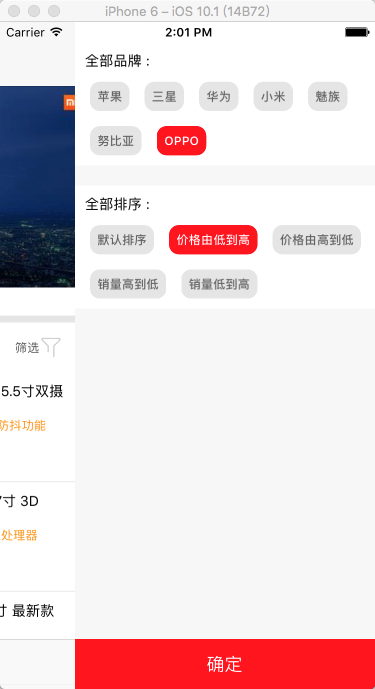 iPhone 6 – iOS 10.1 (14B72)
Carrier 2:01 PM
全部品牌 :
苹果 三星 华为 小米 魅族
努比亚 OPPO
全部排序 :
默认排序 价格由低到高 价格由高到低
销量高到低 销量低到高
筛选
5.5寸双摄
防抖功能
寸 3D
处理器
寸 最新款
确定